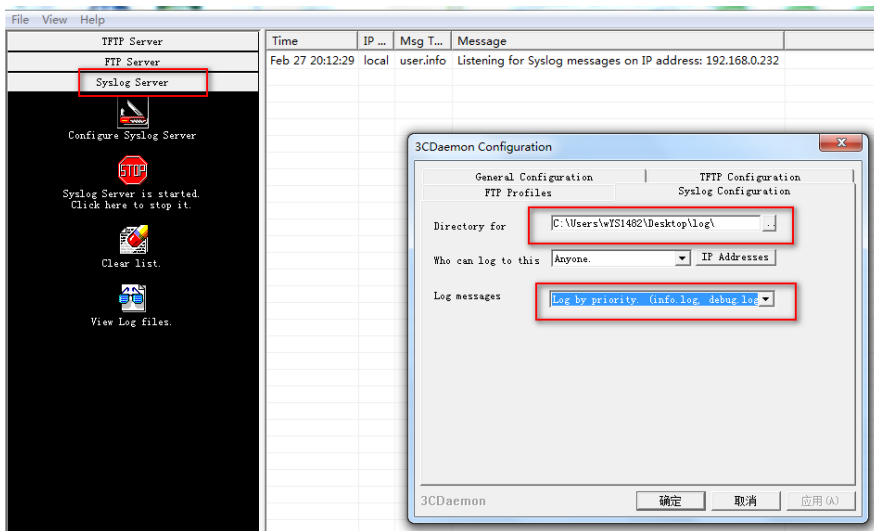 File View Help
TFTP Server
FTP Server
Syslog Server
Configure Syslog Server
STOP
Syslog Server is started.
Click here to stop it.
Clear list.
View Log files.
Time IP ... Msg T... Message
Feb 27 20:12:29 local user.info Listening for Syslog messages on IP address: 192.168.0.232
3CDaemon Configuration
General Configuration TFTP Configuration
FTP Profiles Syslog Configuration
Directory for C:\Users\wYS1482\Desktop\log\ ..
Who can log to this Anyone. IP Addresses
Log messages Log by priority. (info.log, debug.log
3CDaemon 确定 取消 应用(A)